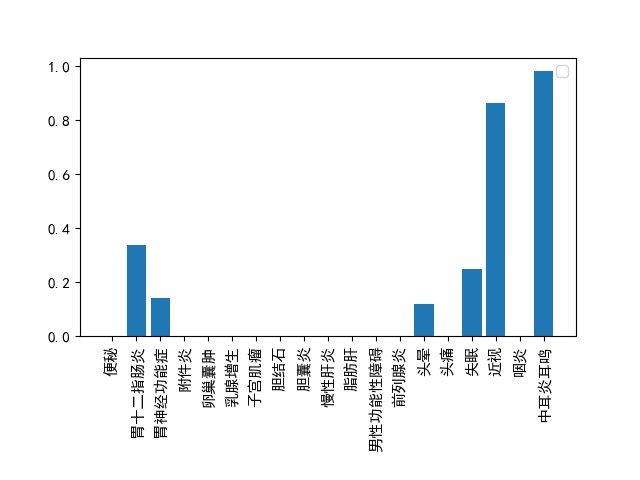 1.0
0.8
0.6
0.4
0.2
0.0
便秘
胃十二指肠炎
胃神经功能症
附件炎
卵巢囊肿
乳腺增生
子宫肌瘤
胆结石
胆囊炎
慢性肝炎
脂肪肝
男性功能性障碍
前列腺炎
头晕
头痛
失眠
近视
咽炎
中耳炎耳鸣